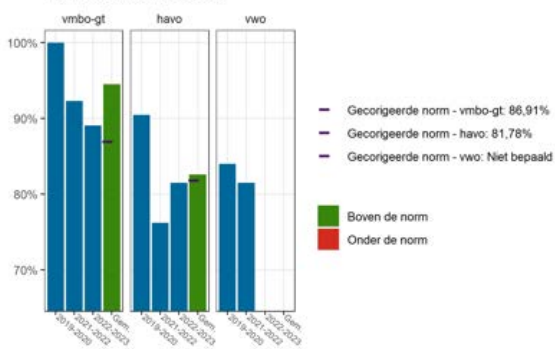 vmbo-gt
havo
vwo
100%
90%
80%
70%
2019-2020
2021-2022
2022-2023
Gem.
2019-2020
2021-2022
2022-2023
Gem.
2019-2020
2021-2022
2022-2023
Gem.
Gecorigeerde norm - vmbo-gt: 86,91%
Gecorigeerde norm - havo: 81,78%
Gecorigeerde norm - vwo: Niet bepaald
Boven de norm
Onder de norm